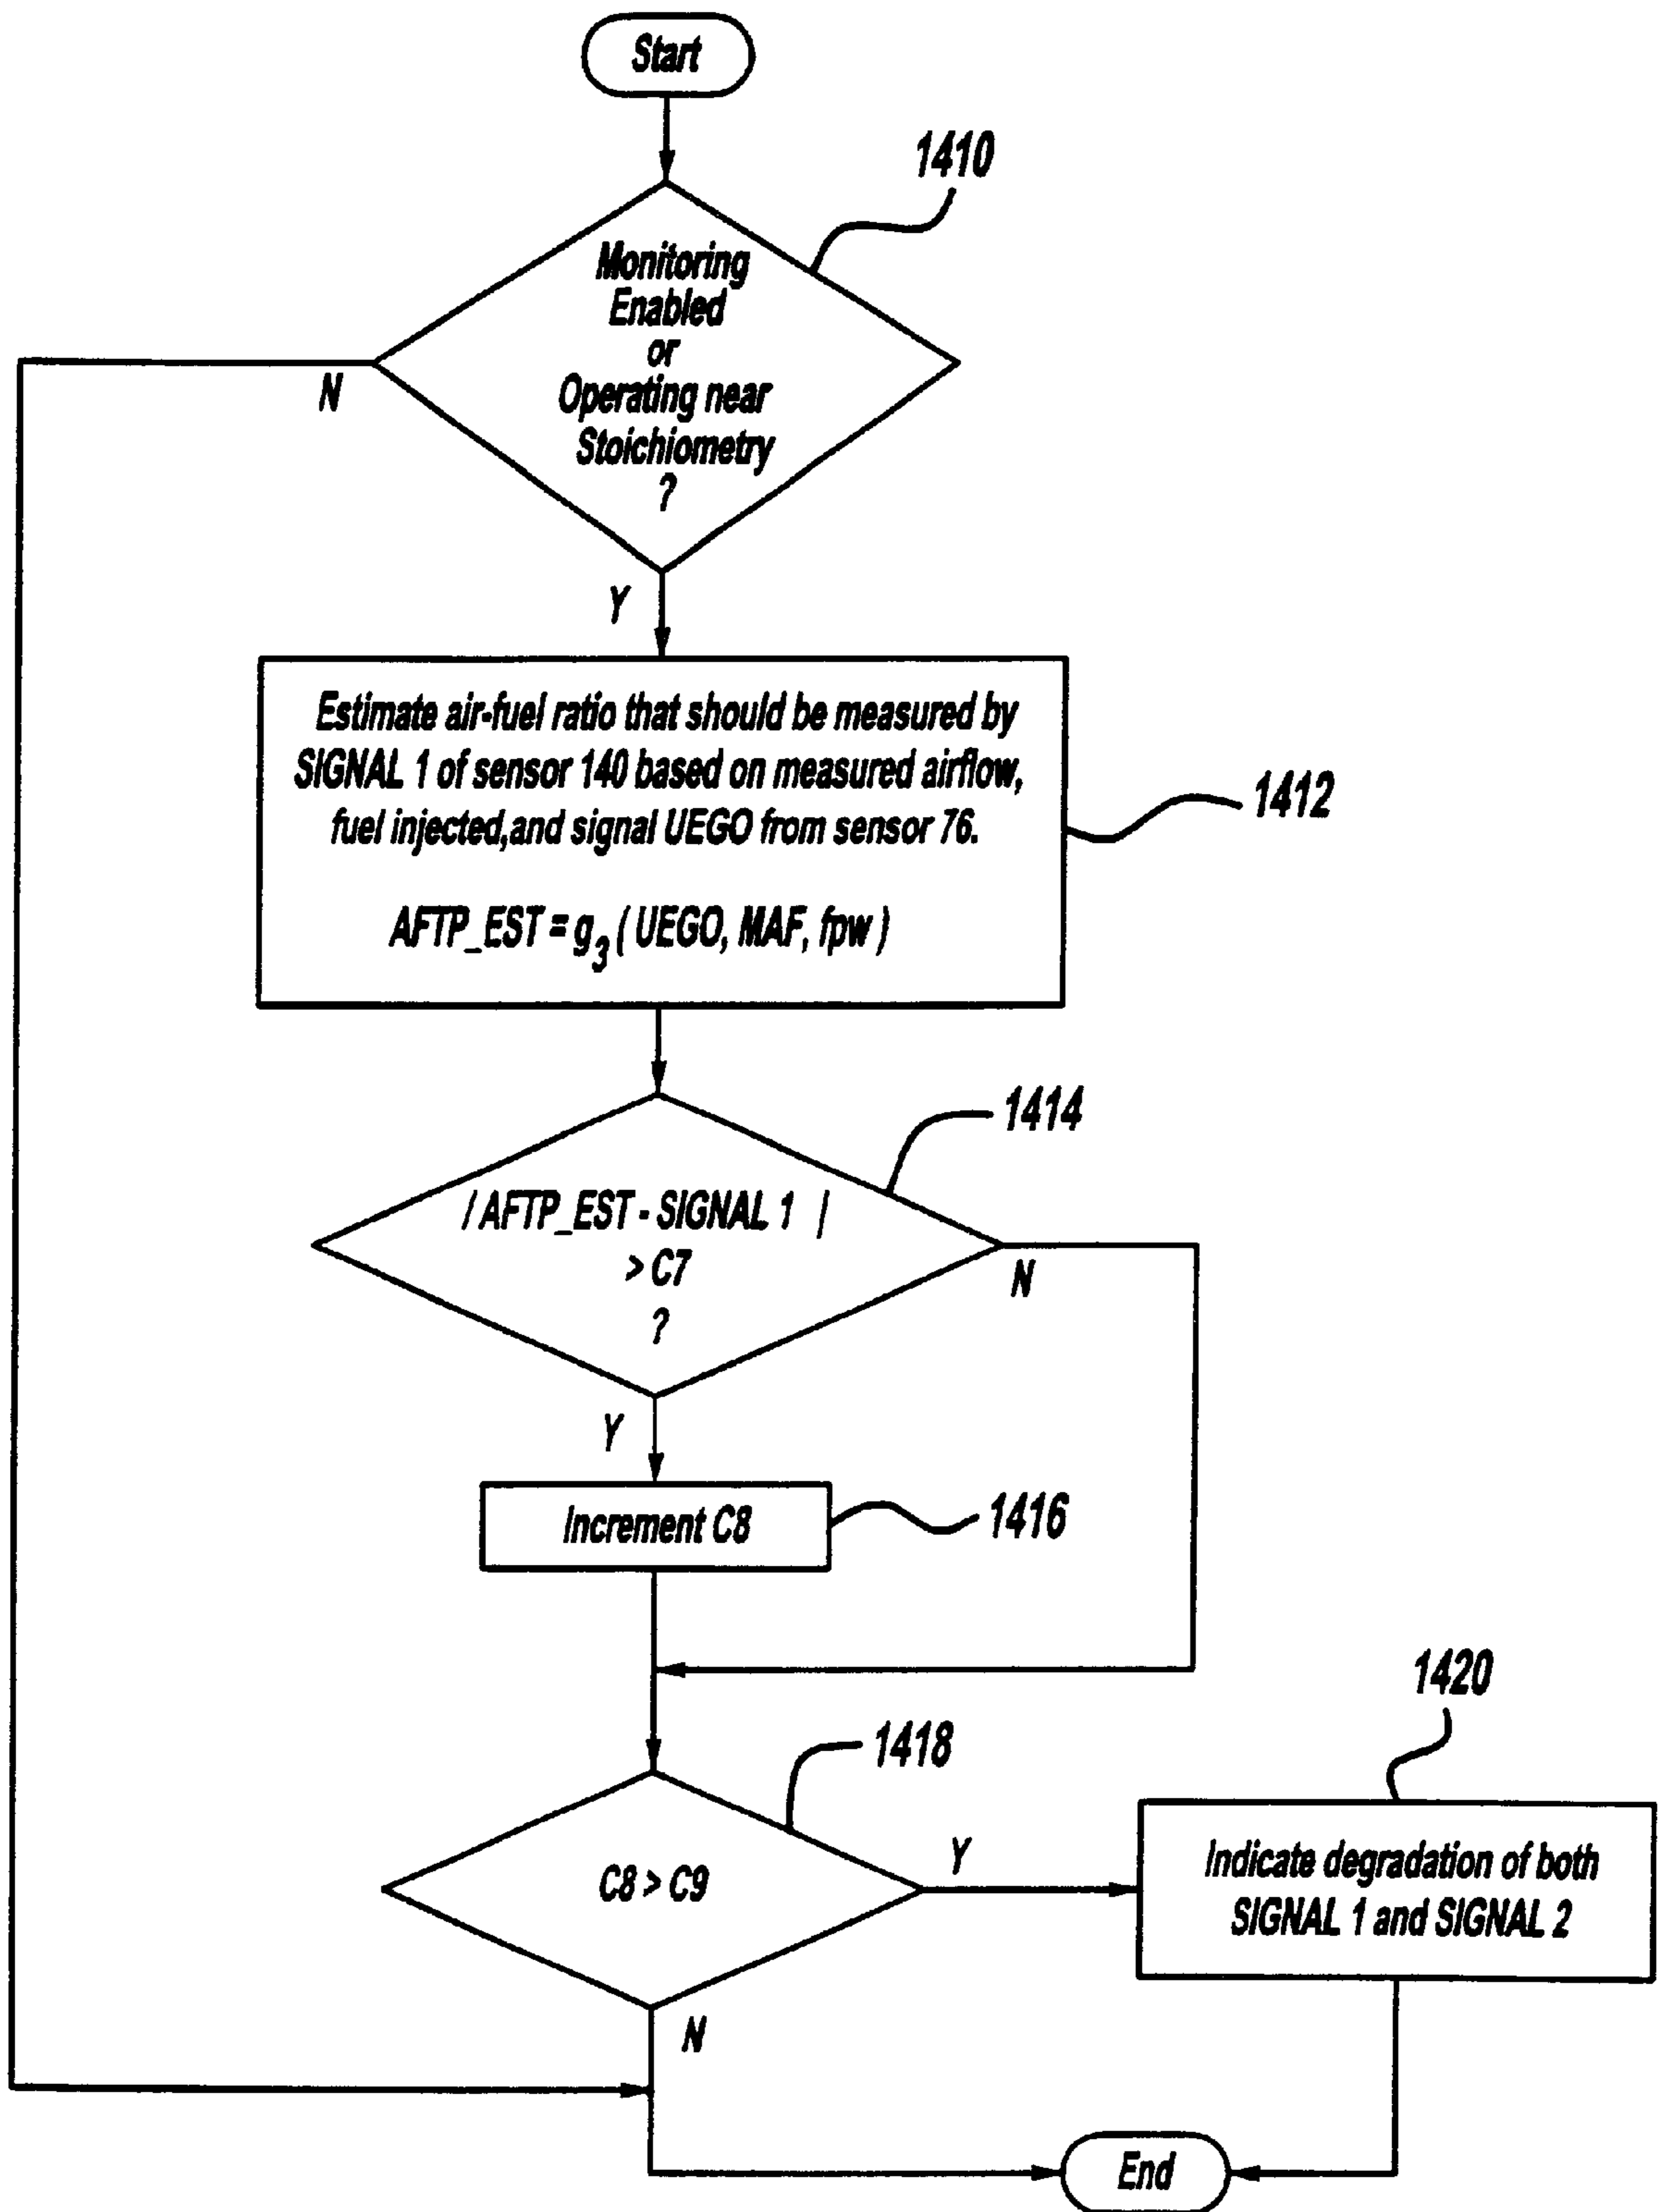 Start
1410
Monitoring
Enabled
or
Operating near
Stoichiometry
?
N
Y
Estimate air-fuel ratio that should be measured by
SIGNAL 1 of sensor 140 based on measured airflow,
fuel injected,and signal UEGO from sensor 76.
AFTP_EST = g3 ( UEGO, MAF, fpw )
1412
1414
/ AFTP_EST - SIGNAL 1 |
> C7
?
N
Y
Increment C8
1416
1418
1420
C8 > C9
Y
Indicate degradation of both
SIGNAL 1 and SIGNAL 2
N
End